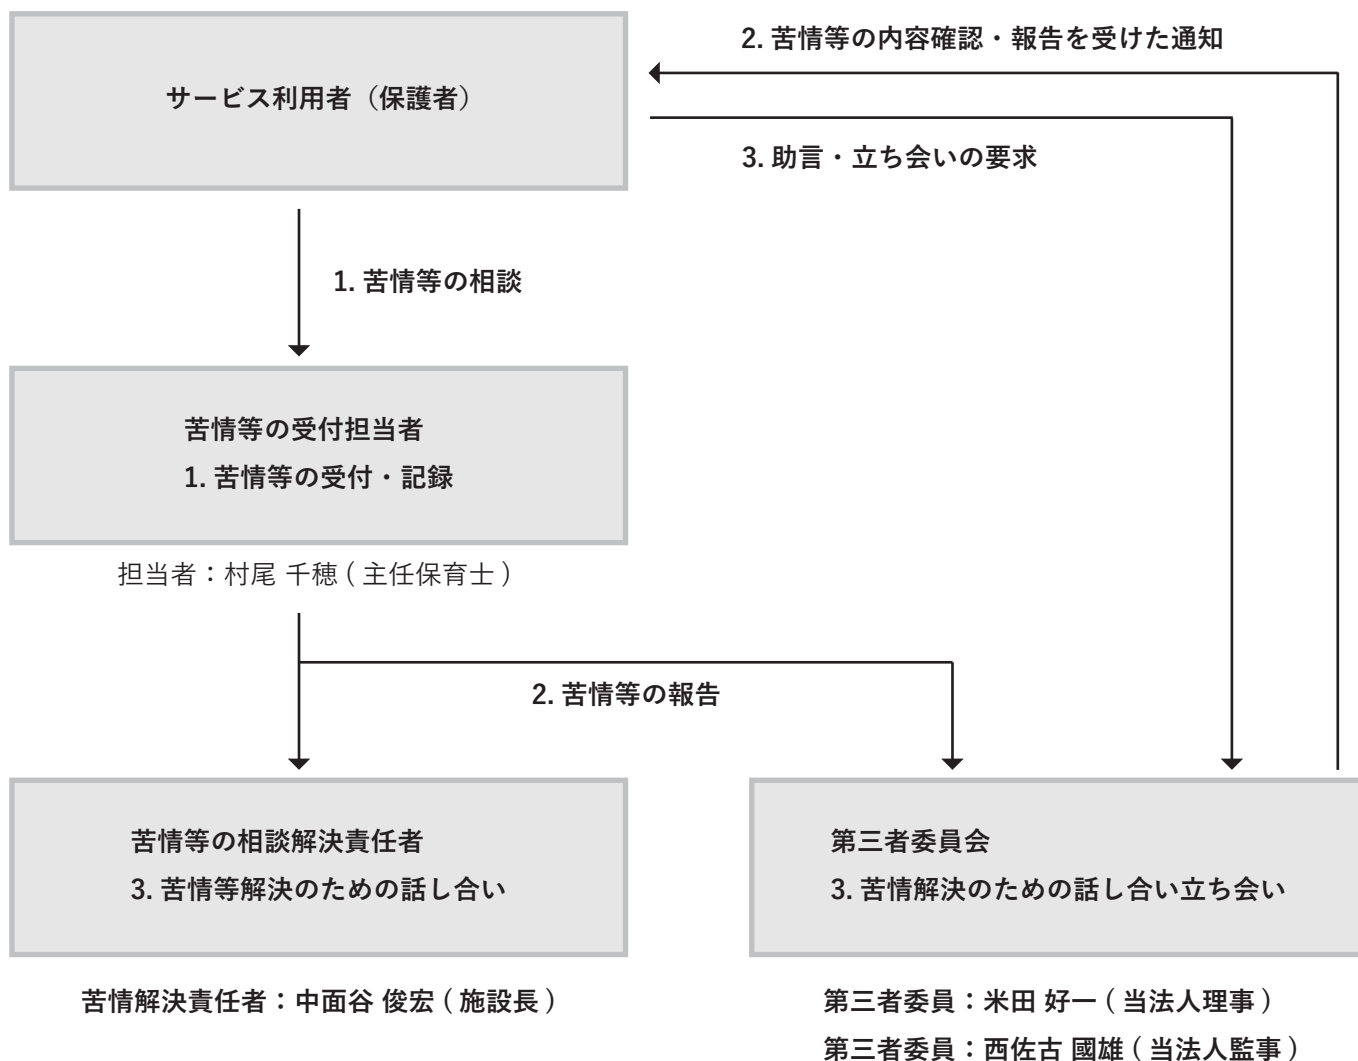 2. 苦情等の内容確認・報告を受けた通知
サービス利用者（保護者）
3. 助言・立ち会いの要求
1. 苦情等の相談
苦情等の受付担当者
1. 苦情等の受付・記録
担当者：村尾 千穂 ( 主任保育士 )
2. 苦情等の報告
苦情等の相談解決責任者
3. 苦情等解決のための話し合い
第三者委員会
3. 苦情解決のための話し合い立ち会い
苦情解決責任者：中面谷 俊宏 ( 施設長 )
第三者委員：米田 好一 ( 当法人理事 )
第三者委員：西佐古 國雄 ( 当法人監事 )